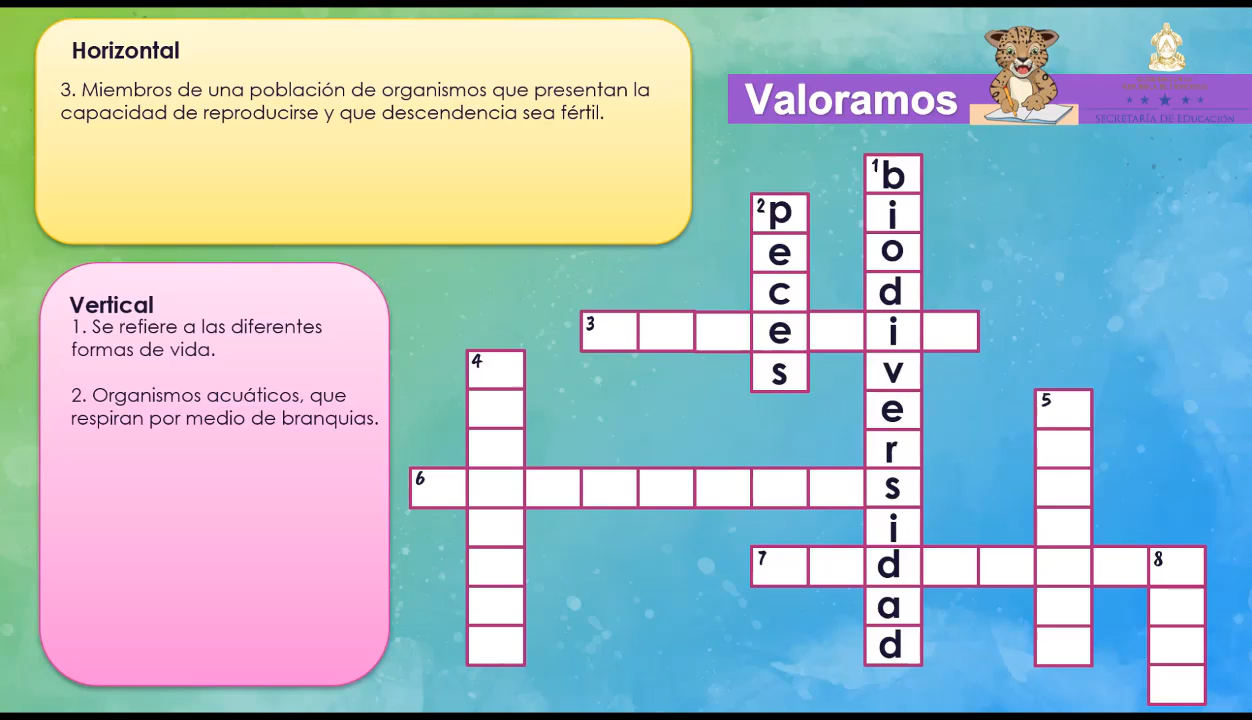 Horizontal
3. Miembros de una población de organismos que presentan la
capacidad de reproducirse y que descendencia sea fértil.
Valoramos
SECRETARÍA DE EDUCACIÓN
Vertical
1. Se refiere a las diferentes
formas de vida.
2. Organismos acuáticos, que
respiran por medio de branquias.
1
b
i
o
d
i
v
e
r
s
i
d
a
d
2
p
e
c
e
s
3
4
5
6
7
8